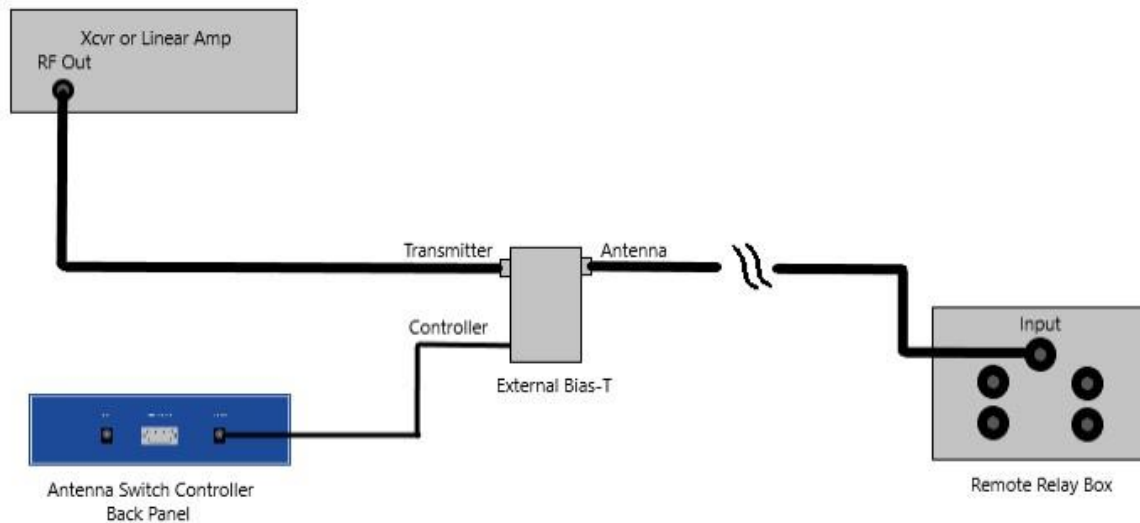 Xcvr or Linear Amp
RF Out
Transmitter
Antenna
Controller
External Bias-T
Input
Antenna Switch Controller
Back Panel
Remote Relay Box